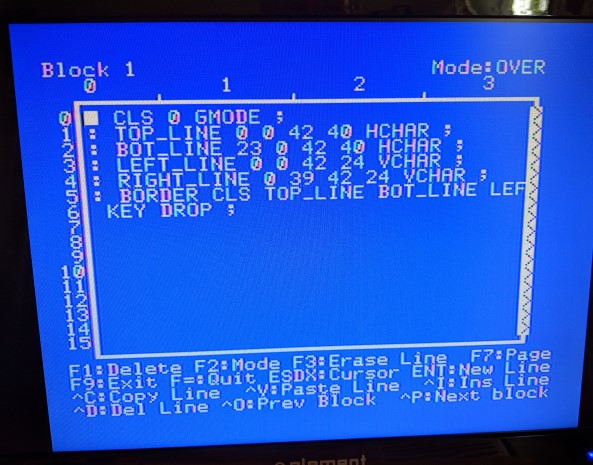 Block 1 Mode:OVER
0 1 2 3
0 CLS 0 GMODE ;
1 : TOP_LINE 0 0 42 40 HCHAR ;
2 : BOT_LINE 23 0 42 40 HCHAR ;
3 : LEFT_LINE 0 0 42 24 VCHAR ;
4 : RIGHT_LINE 0 39 42 24 VCHAR ;
5 : BORDER CLS TOP_LINE BOT_LINE LEF
6 KEY DROP ;
7
8
9
10
11
12
13
14
15
F1:Delete F2:Mode F3:Erase Line F7:Page
F9:Exit F=:Quit ESDX:Cursor ENT:New Line
^C:Copy Line ^V:Paste Line ^I:Ins Line
^D:Del Line ^O:Prev Block ^P:Next block
element